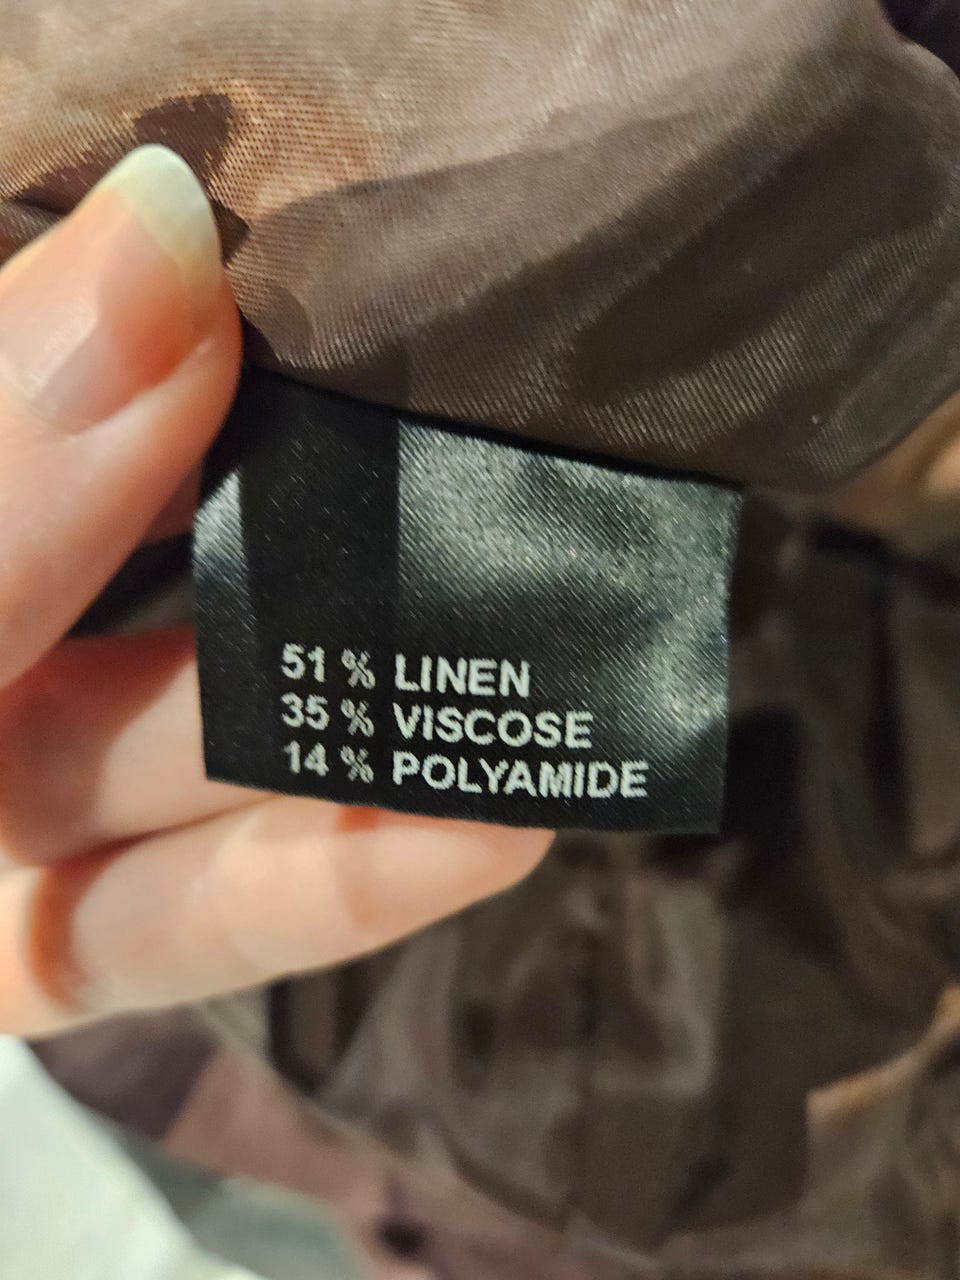 51 % LINEN
35 % VISCOSE
14 % POLYAMIDE